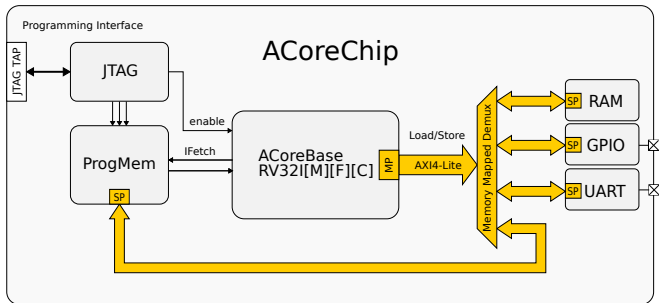 Programming Interface
ACoreChip
JTAG TAP
JTAG
enable
ProgMem
SP
IFetch
ACoreBase
RV32I[M][F][C]
MP
Load/Store
AXI4-Lite
Memory Mapped Demux
SP
RAM
SP
GPIO
SP
UART